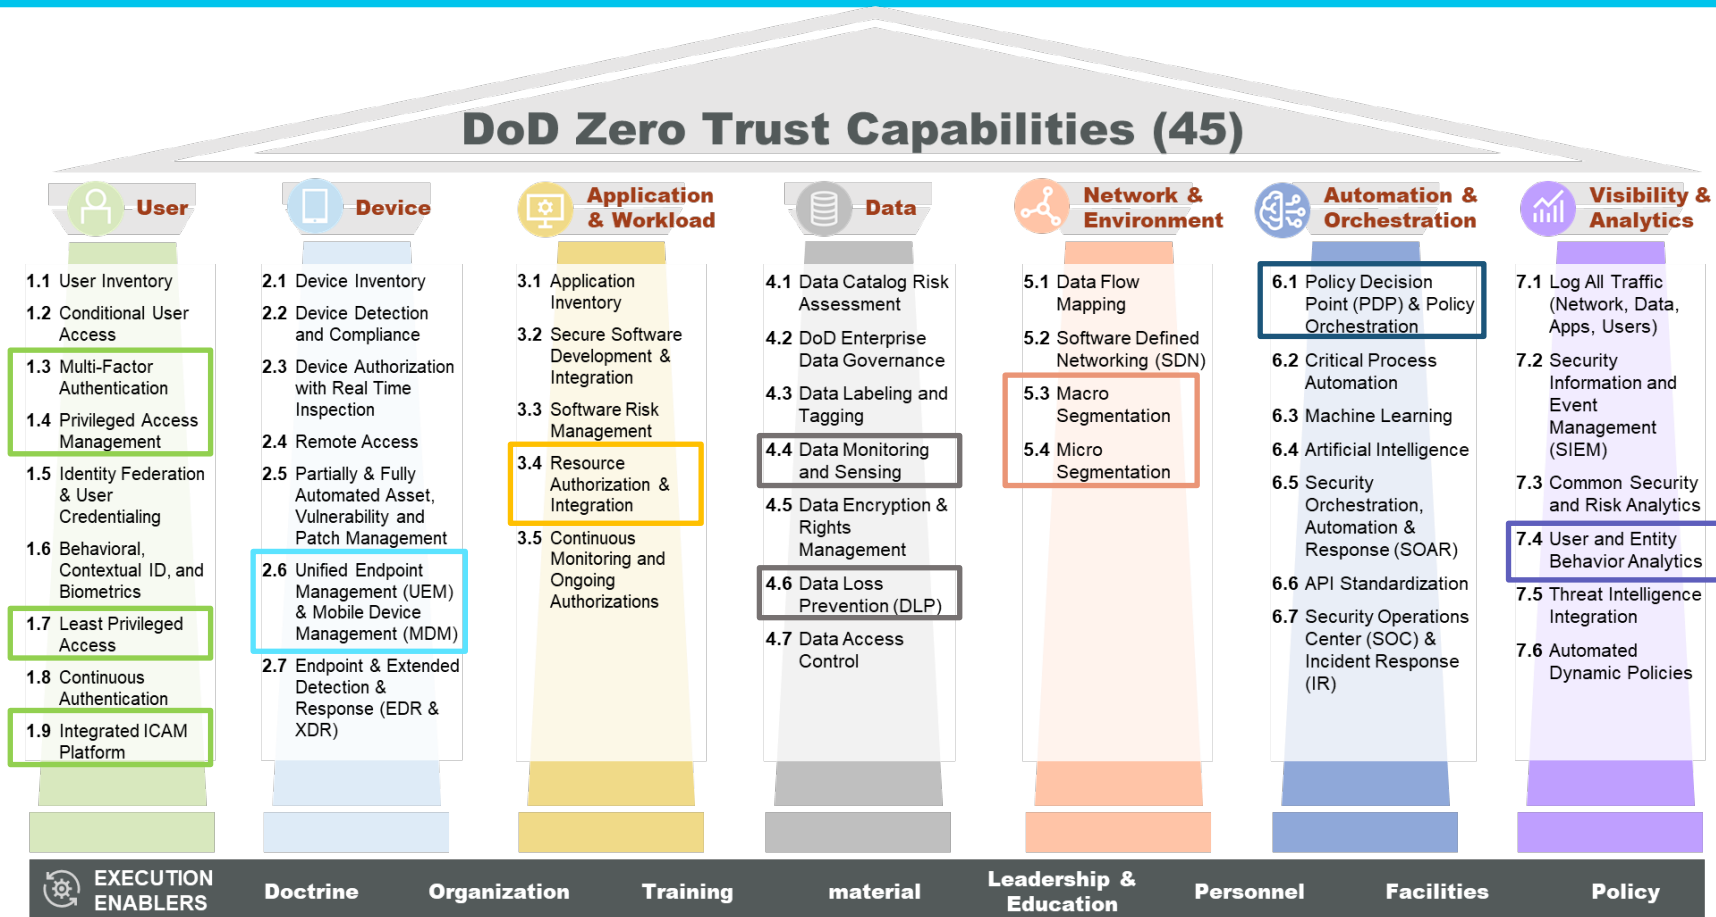 DoD Zero Trust Capabilities (45)
User
1.1 User Inventory
1.2 Conditional User
Access
1.3 Multi-Factor
Authentication
1.4 Privileged Access
Management
1.5 Identity Federation
& User
Credentialing
1.6 Behavioral,
Contextual ID, and
Biometrics
1.7 Least Privileged
Access
1.8 Continuous
Authentication
1.9 Integrated ICAM
Platform
Device
2.1 Device Inventory
2.2 Device Detection
and Compliance
2.3 Device Authorization
with Real Time
Inspection
2.4 Remote Access
2.5 Partially & Fully
Automated Asset,
Vulnerability and
Patch Management
2.6 Unified Endpoint
Management (UEM)
& Mobile Device
Management (MDM)
2.7 Endpoint & Extended
Detection &
Response (EDR &
XDR)
Application
& Workload
3.1 Application
Inventory
3.2 Secure Software
Development &
Integration
3.3 Software Risk
Management
3.4 Resource
Authorization &
Integration
3.5 Continuous
Monitoring and
Ongoing
Authorizations
Data
4.1 Data Catalog Risk
Assessment
4.2 DoD Enterprise
Data Governance
4.3 Data Labeling and
Tagging
4.4 Data Monitoring
and Sensing
4.5 Data Encryption &
Rights
Management
4.6 Data Loss
Prevention (DLP)
4.7 Data Access
Control
Network &
Environment
5.1 Data Flow
Mapping
5.2 Software Defined
Networking (SDN)
5.3 Macro
Segmentation
5.4 Micro
Segmentation
Automation &
Orchestration
6.1 Policy Decision
Point (PDP) & Policy
Orchestration
6.2 Critical Process
Automation
6.3 Machine Learning
6.4 Artificial Intelligence
6.5 Security
Orchestration,
Automation &
Response (SOAR)
6.6 API Standardization
6.7 Security Operations
Center (SOC) &
Incident Response
(IR)
Visibility &
Analytics
7.1 Log All Traffic
(Network, Data,
Apps, Users)
7.2 Security
Information and
Event
Management
(SIEM)
7.3 Common Security
and Risk Analytics
7.4 User and Entity
Behavior Analytics
7.5 Threat Intelligence
Integration
7.6 Automated
Dynamic Policies
EXECUTION
ENABLERS
Doctrine
Organization
Training
material
Leadership &
Education
Personnel
Facilities
Policy